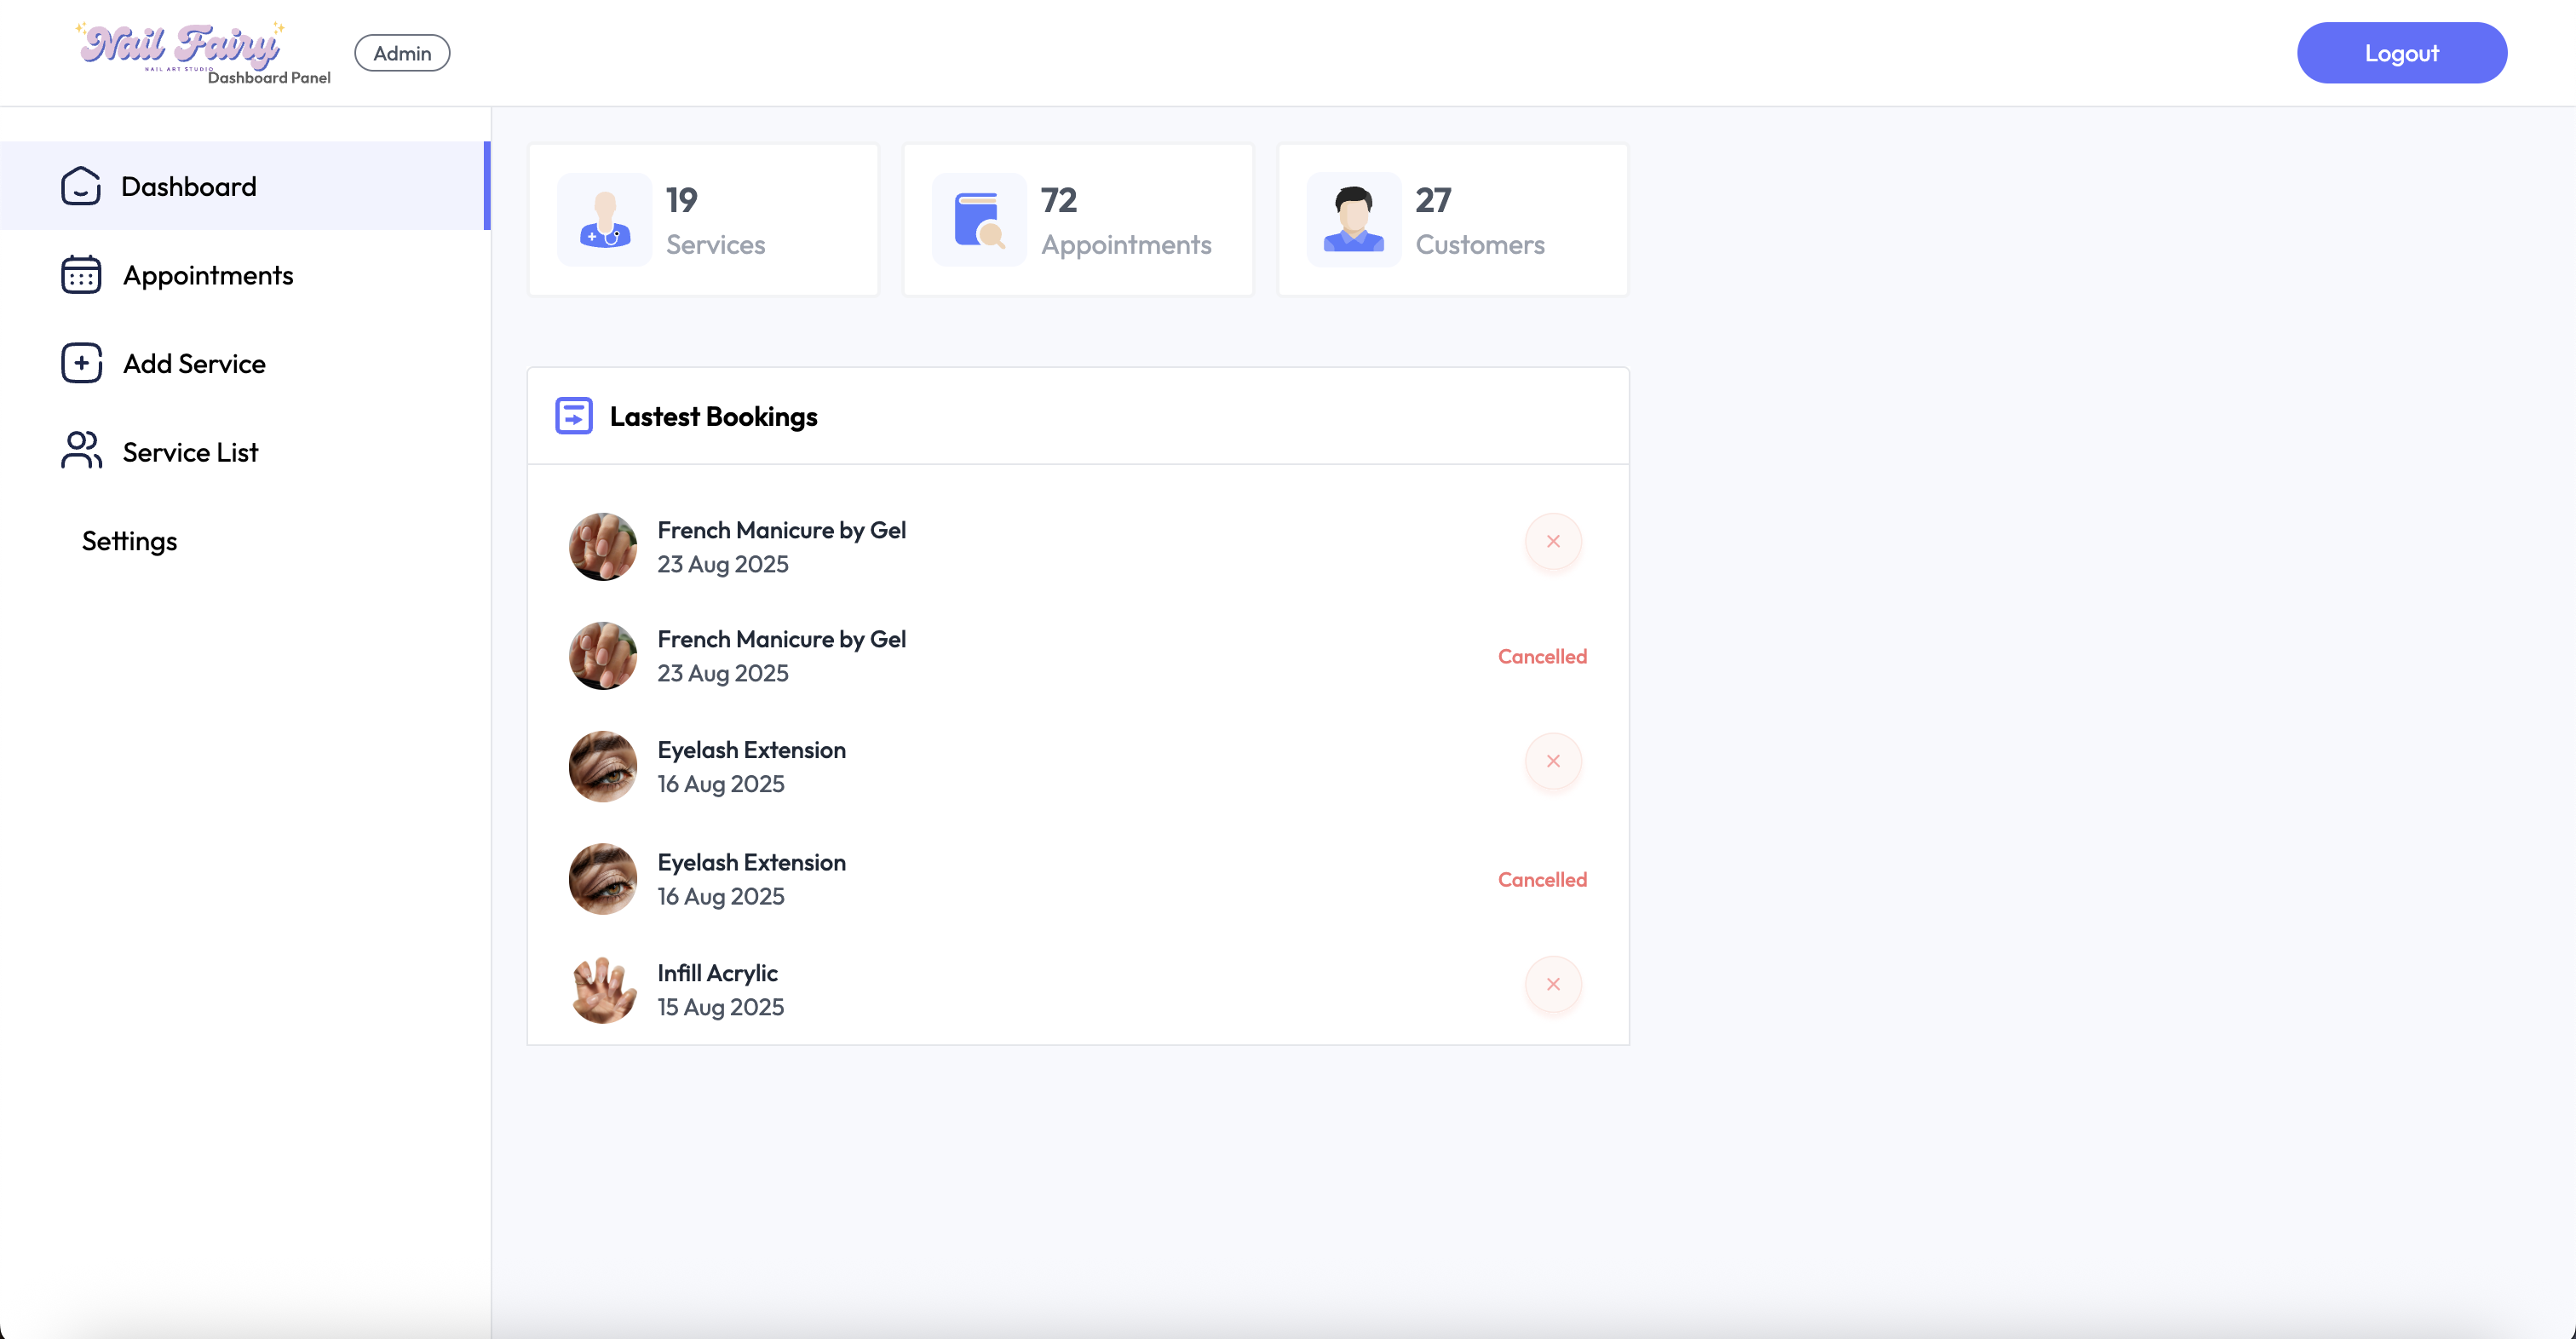 Nail Fairy
NAIL ART STUDIO
Dashboard Panel
Admin
Logout
Dashboard
Appointments
Add Service
Service List
Settings
19
Services
72
Appointments
27
Customers
Lastest Bookings
French Manicure by Gel
23 Aug 2025
French Manicure by Gel
23 Aug 2025
Cancelled
Eyelash Extension
16 Aug 2025
Eyelash Extension
16 Aug 2025
Cancelled
Infill Acrylic
15 Aug 2025